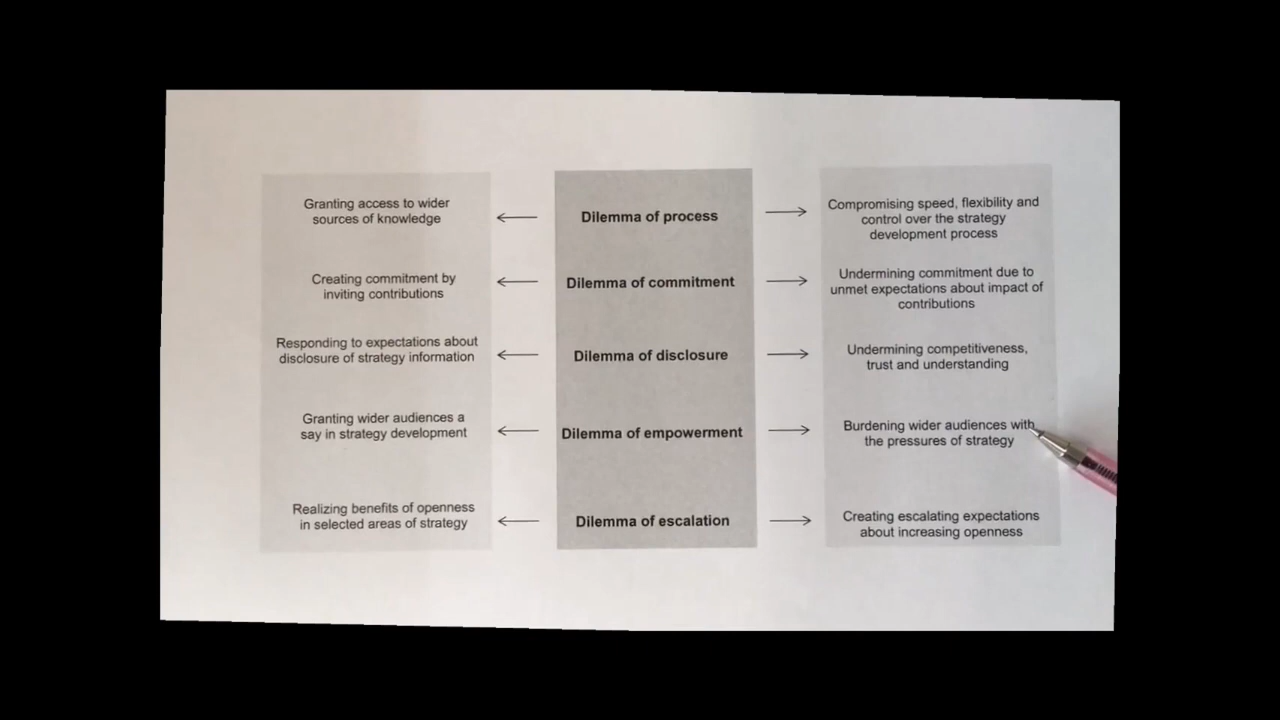 Granting access to wider
sources of knowledge
Dilemma of process
Compromising speed, flexibility and
control over the strategy
development process
Creating commitment by
inviting contributions
Dilemma of commitment
Undermining commitment due to
unmet expectations about impact of
contributions
Responding to expectations about
disclosure of strategy information
Dilemma of disclosure
Undermining competitiveness,
trust and understanding
Granting wider audiences a
say in strategy development
Dilemma of empowerment
Burdening wider audiences with
the pressures of strategy
Realizing benefits of openness
in selected areas of strategy
Dilemma of escalation
Creating escalating expectations
about increasing openness